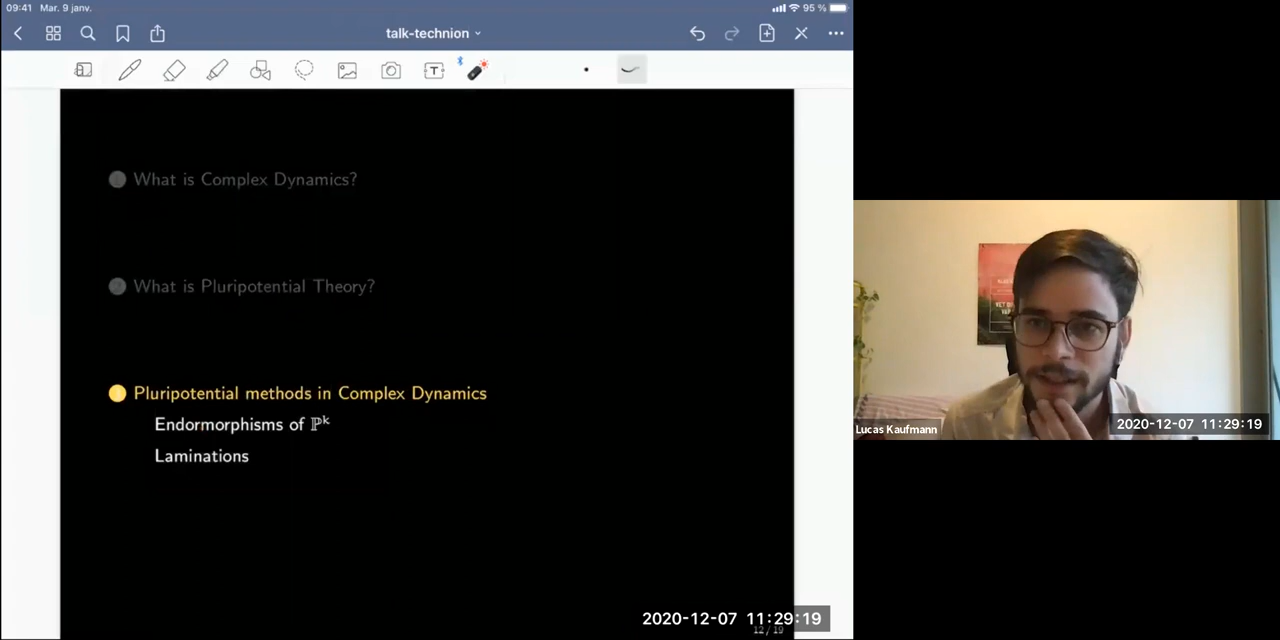 09:41 Mar. 9 janv.
95 %
talk-technion
T
What is Complex Dynamics?
What is Pluripotential Theory?
Pluripotential methods in Complex Dynamics
Endormorphisms of ℙᵏ
Laminations
12 / 19
2020-12-07 11:29:19
Lucas Kaufmann
2020-12-07 11:29:19